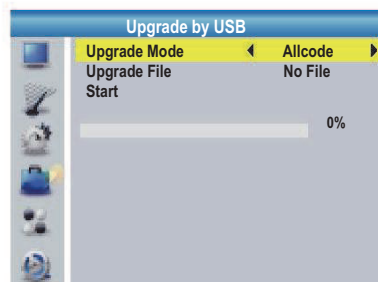 Upgrade by USB
Upgrade Mode Allcode
Upgrade File No File
Start
0%